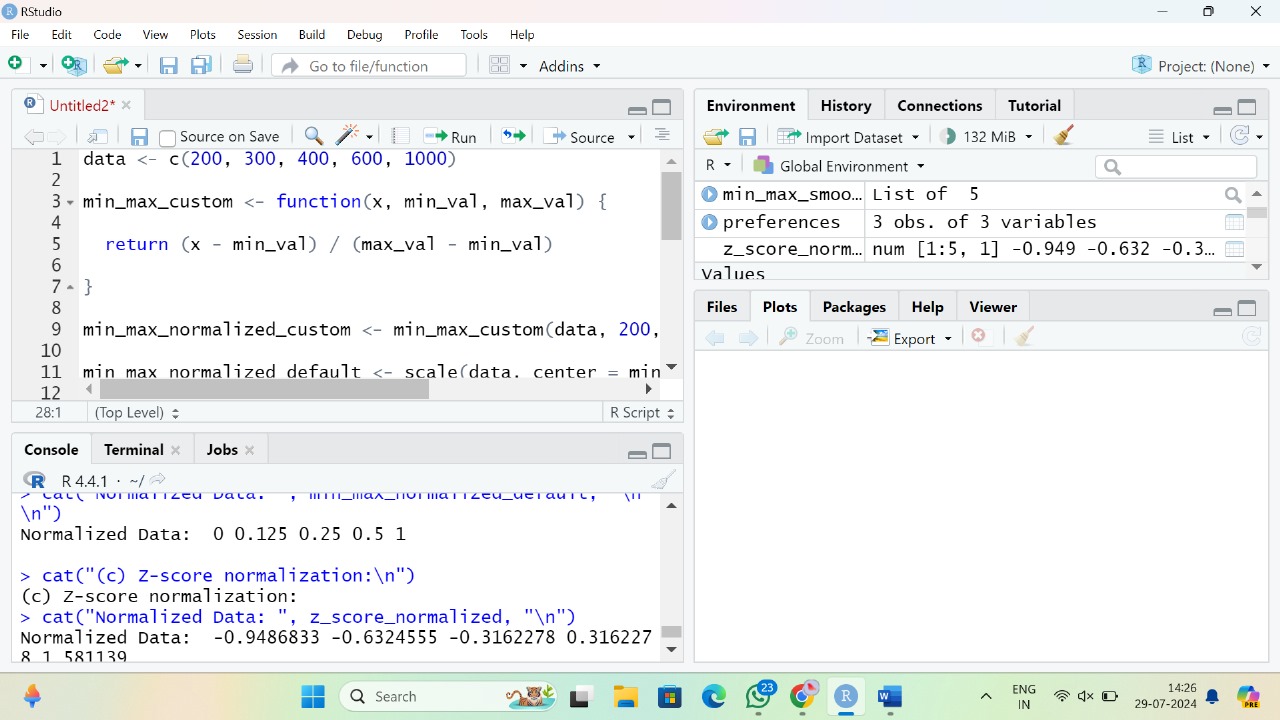 RStudio
File Edit Code View Plots Session Build Debug Profile Tools Help
Go to file/function Addins Project: (None)
Untitled2*
Source on Save Run Source
1 data <- c(200, 300, 400, 600, 1000)
2
3 min_max_custom <- function(x, min_val, max_val) {
4
5 return (x - min_val) / (max_val - min_val)
6
7 }
8
9 min_max_normalized_custom <- min_max_custom(data, 200,
10
11 min_max_normalized_default <- scale(data, center = min
12
28:1 (Top Level) R Script
Console Terminal Jobs
R 4.4.1 · ~/
> cat("Normalized Data: ", min_max_normalized_default, "\n
\n")
Normalized Data:  0 0.125 0.25 0.5 1
> cat("(c) Z-score normalization:\n")
(c) Z-score normalization:
> cat("Normalized Data: ", z_score_normalized, "\n")
Normalized Data:  -0.9486833 -0.6324555 -0.3162278 0.316227
8 1.581139
Environment History Connections Tutorial
Import Dataset 132 MiB List
R Global Environment
min_max_smoo… List of 5
preferences 3 obs. of 3 variables
z_score_norm… num [1:5, 1] -0.949 -0.632 -0.3…
Values
Files Plots Packages Help Viewer
Zoom Export
Search
23
ENG
IN
14:26
29-07-2024
PRE